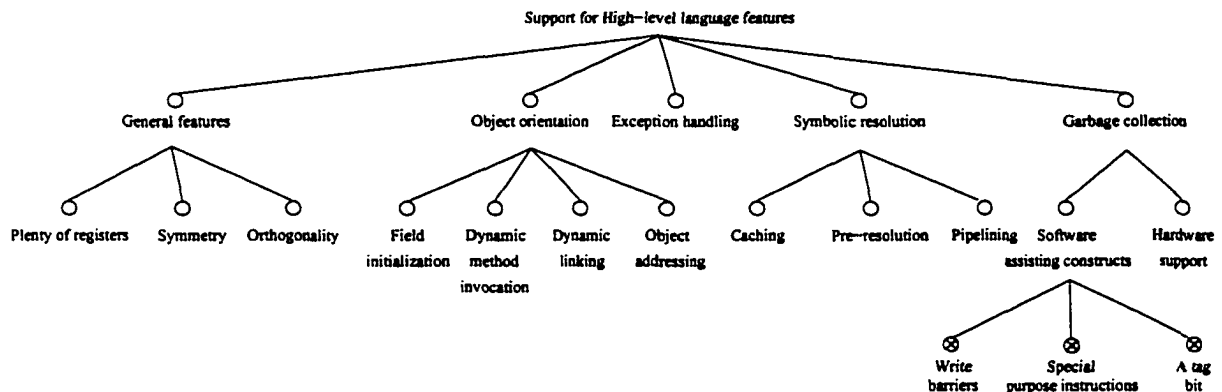 Support for High-level language features
General features
Object orientation
Exception handling
Symbolic resolution
Garbage collection
Plenty of registers
Symmetry
Orthogonality
Field
initialization
Dynamic
method
invocation
Dynamic
linking
Object
addressing
Caching
Pre-resolution
Pipelining
Software
assisting constructs
Hardware
support
Write
barriers
Special
purpose instructions
A tag
bit